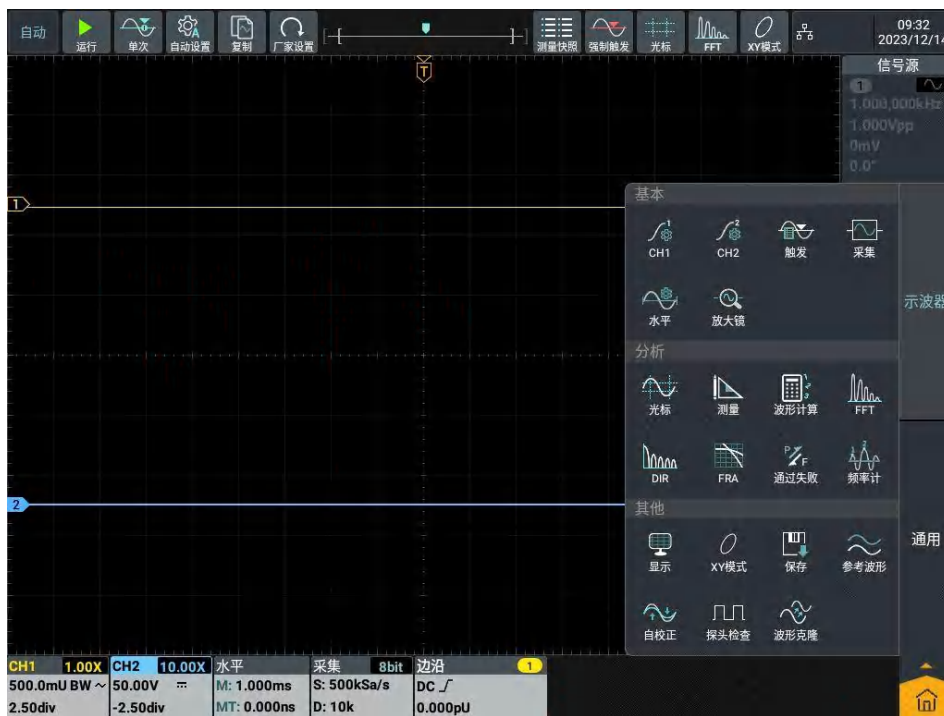 自动
运行
单次
自动设置
复制
厂家设置
测量快照
强制触发
光标
FFT
XY模式
09:32
2023/12/14
T
信号源
1
1.000,000kHz
1.000Vpp
0mV
0.0°
1
基本
CH1
CH2
触发
采集
水平
放大镜
示波器
分析
光标
测量
波形计算
FFT
DIR
FRA
通过失败
频率计
2
其他
显示
XY模式
保存
参考波形
通用
自校正
探头检查
波形克隆
CH1 1.00X
500.0mU BW
2.50div
CH2 10.00X
50.00V
-2.50div
水平
M: 1.000ms
MT: 0.000ns
采集 8bit
S: 500kSa/s
D: 10k
边沿 1
DC
0.000pU